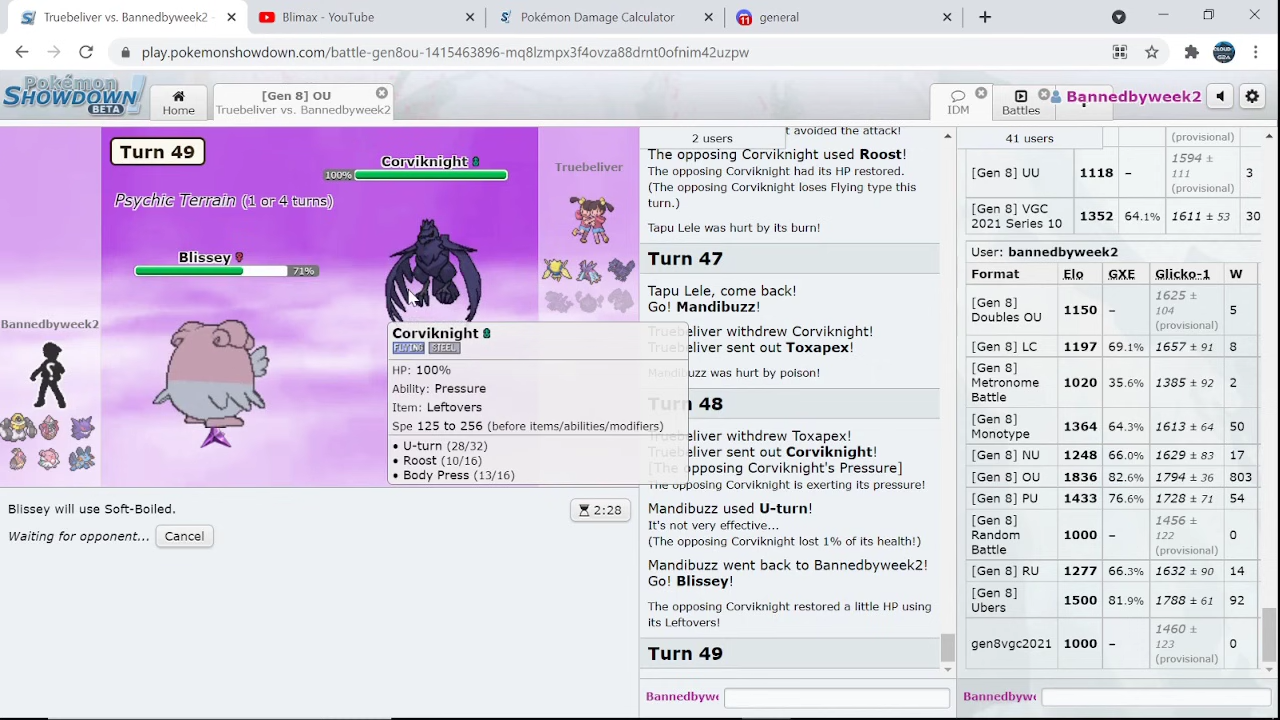 Truebeliver vs. Bannedbyweek2 -
Blimax - YouTube
Pokémon Damage Calculator
11
general
play.pokemonshowdown.com/battle-gen8ou-1415463896-
Pokémon
SHOWDOWN!
BETA
Home
[Gen 8] OU
Truebeliver vs. Bannedbyweek2
IDM
Battles
Bannedbyweek2
Turn 49
Psychic Terrain (1 or 4 turns)
Corviknight
100%
Blissey
71%
Bannedbyweek2
Truebeliver
Corviknight
FLYING STEEL
HP: 100%
Ability: Pressure
Item: Leftovers
Spe 125 to 256 (before items/abilities/modifiers)
• U-turn (28/32)
• Roost (10/16)
• Body Press (13/16)
Blissey will use Soft-Boiled.
Waiting for opponent...
Cancel
2:28
2 users
t avoided the attack!
The opposing Corviknight used Roost!
The opposing Corviknight had its HP restored.
(The opposing Corviknight loses Flying type this
turn.)
Tapu Lele was hurt by its burn!
Turn 47
Tapu Lele, come back!
Go! Mandibuzz!
Truebeliver withdrew Corviknight!
Truebeliver sent out Toxapex!
Mandibuzz was hurt by poison!
Turn 48
Truebeliver withdrew Toxapex!
Truebeliver sent out Corviknight!
[The opposing Corviknight's Pressure]
The opposing Corviknight is exerting its pressure!
Mandibuzz used U-turn!
It's not very effective...
(The opposing Corviknight lost 1% of its health!)
Mandibuzz went back to Bannedbyweek2!
Go! Blissey!
The opposing Corviknight restored a little HP using
its Leftovers!
Turn 49
Bannedbywe
41 users
(provisional)
[Gen 8] UU 1118 – 1594 ± 111 (provisional) 3
[Gen 8] VGC 2021 Series 10 1352 64.1% 1611 ± 53 30
User: bannedbyweek2
Format Elo GXE Glicko-1 W
[Gen 8] Doubles OU 1150 – 1625 ± 104 (provisional) 5
[Gen 8] LC 1197 69.1% 1657 ± 91 8
[Gen 8] Metronome Battle 1020 35.6% 1385 ± 92 2
[Gen 8] Monotype 1364 64.3% 1613 ± 64 50
[Gen 8] NU 1248 66.0% 1629 ± 83 17
[Gen 8] OU 1836 82.6% 1794 ± 36 803
[Gen 8] PU 1433 76.6% 1728 ± 71 54
[Gen 8] Random Battle 1000 – 1456 ± 122 (provisional) 0
[Gen 8] RU 1277 66.3% 1632 ± 90 14
[Gen 8] Ubers 1500 81.9% 1788 ± 61 92
gen8vgc2021 1000 – 1460 ± 123 (provisional) 0
Bannedbyw